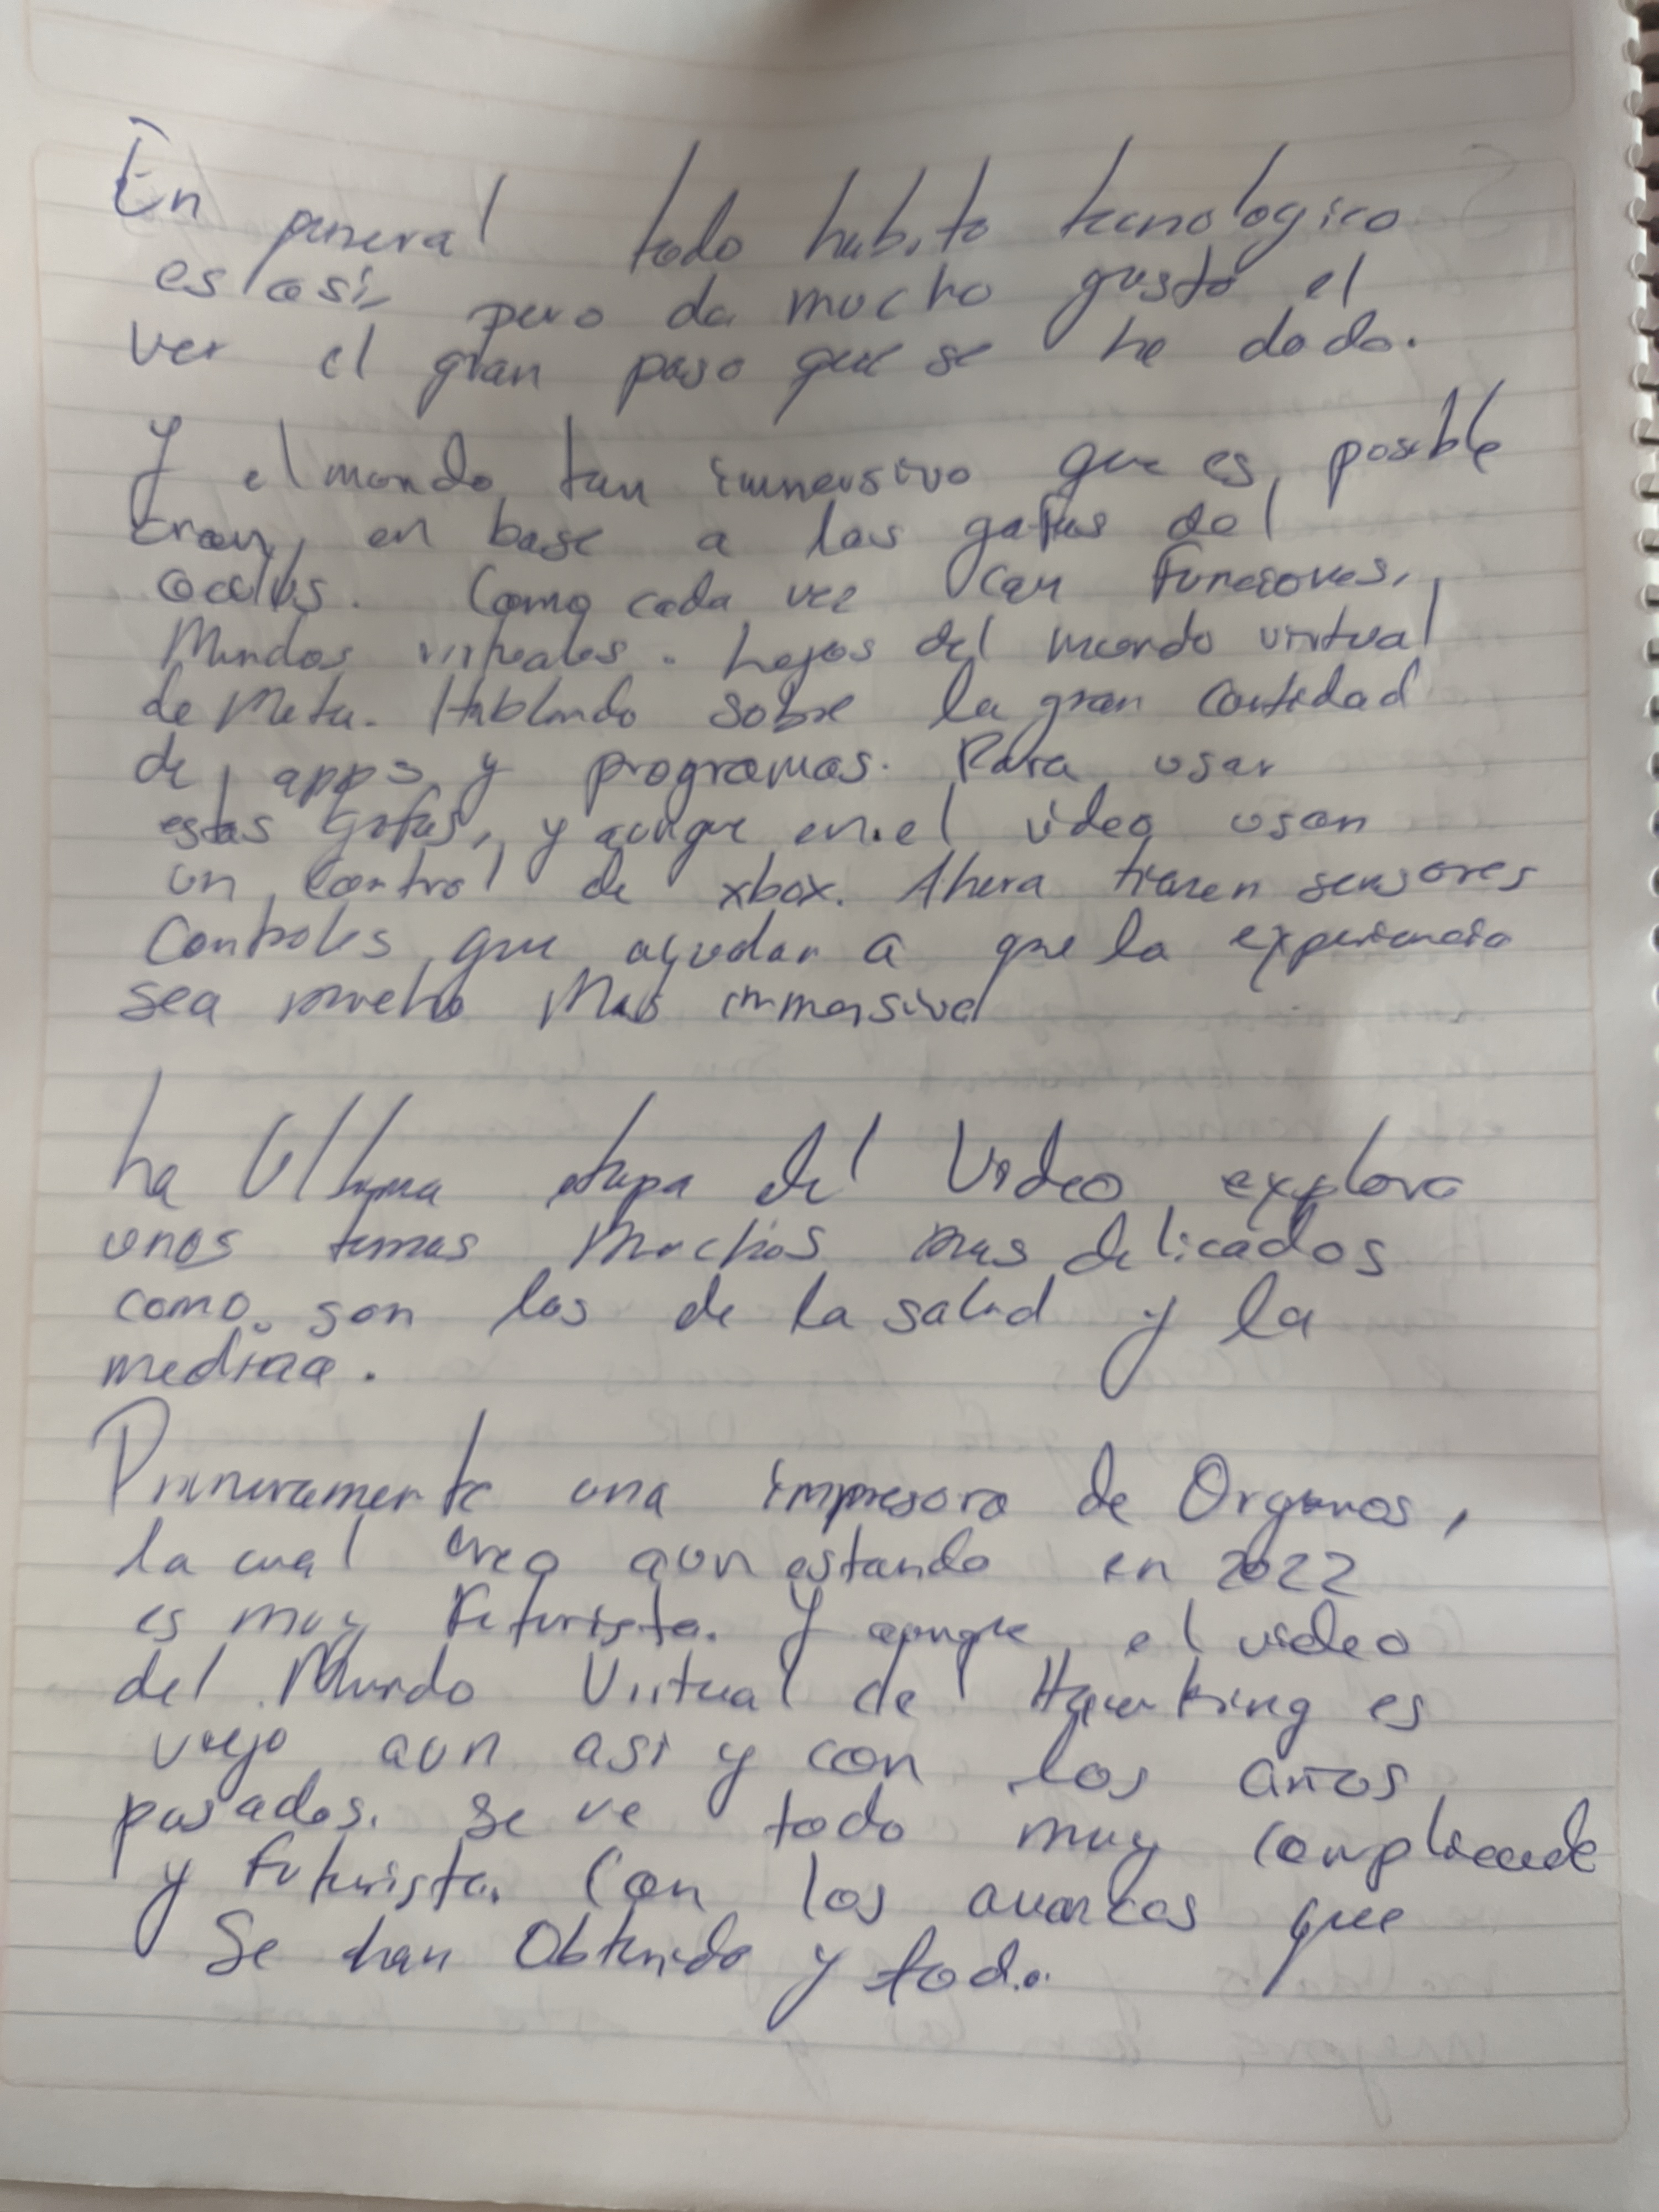 En general todo habito tecnologico
es asi, pero da mucho gusto el
ver el gran paso que se he dado.
Y el mundo tan inmersivo que es posible
crear, en base a las gafas del
oculus. Como cada vez con funciones,
Mundos virtuales. Lejos del mundo virtual
de Meta. Hablando sobre la gran cantidad
de apps y programas. Para usar
estas gafas, y aunque en el video usan
un control de xbox. Ahora tienen sensores
Controles que ayudan a que la experiencia
sea mucho Mas inmersiva
La Ultima etapa del Video explora
unos temas Muchos mas delicados
como son los de la salud y la
Primeramente una impresora de Organos,
la cual creo aun estando en 2022
es muy Futurista. Y aunque el video
del Mundo Virtual de Hawking es
viejo aun asi y con los años
pasados. Se ve todo muy
y futurista. Con los avances que
Se han Obtenido y todo.